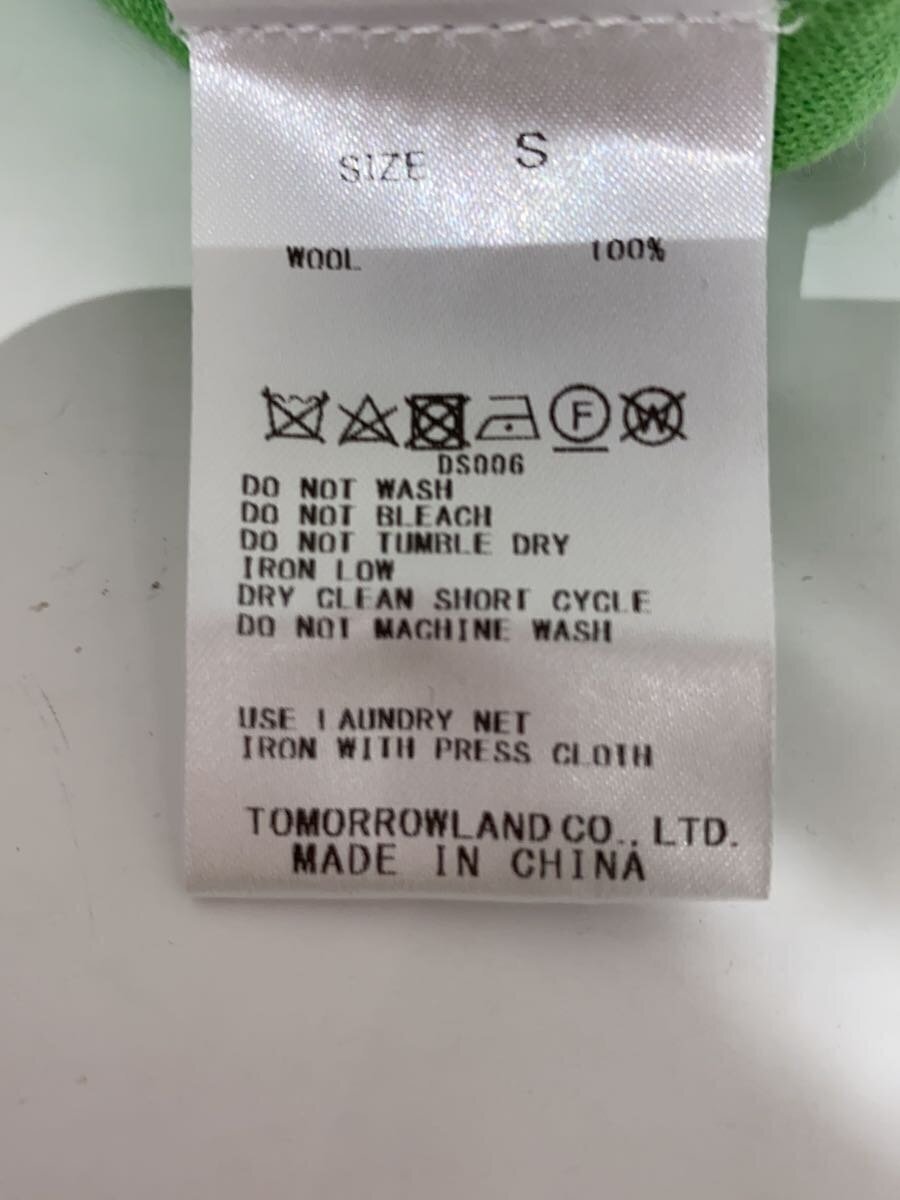 SIZE S
WOOL 100%
F W
DS006
DO NOT WASH
DO NOT BLEACH
DO NOT TUMBLE DRY
IRON LOW
DRY CLEAN SHORT CYCLE
DO NOT MACHINE WASH
USE LAUNDRY NET
IRON WITH PRESS CLOTH
TOMORROWLAND CO., LTD.
MADE IN CHINA